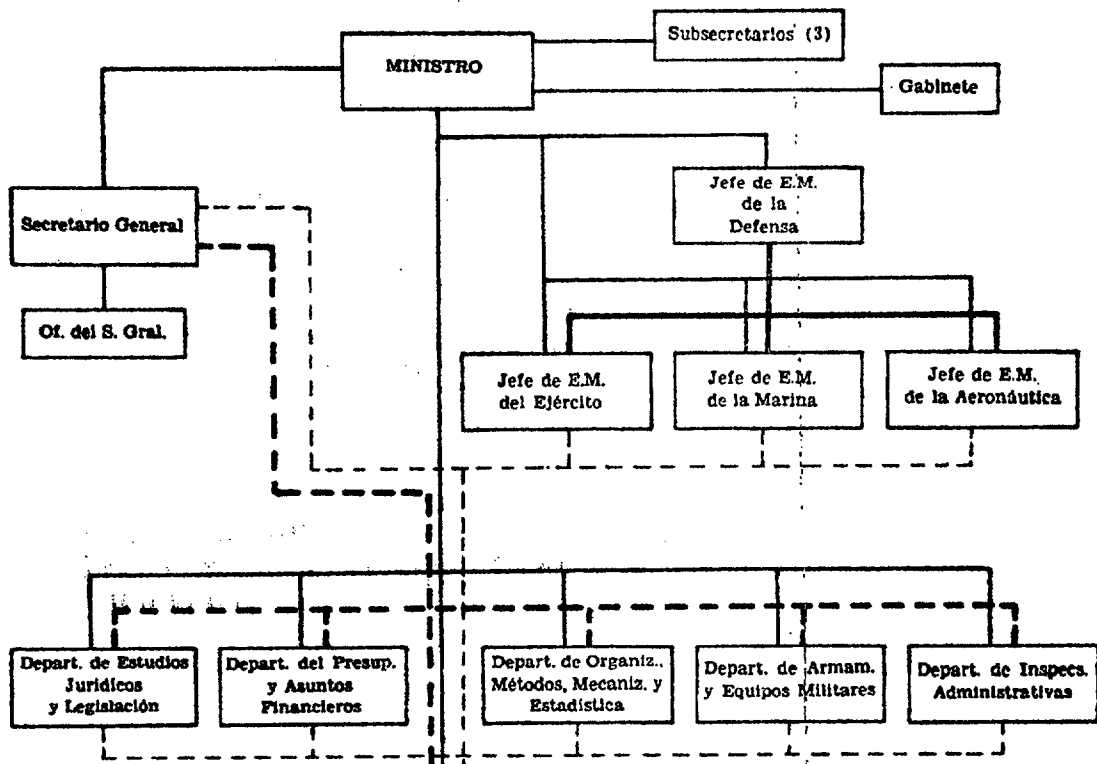 Subsecretarios (3)
MINISTRO
Gabinete
Jefe de E.M.
de la
Defensa
Secretario General
Of. del S. Gral.
Jefe de E.M.
del Ejército
Jefe de E.M.
de la Marina
Jefe de E.M.
de la Aeronáutica
Depart. de Estudios
Jurídicos
y Legislación
Depart. del Presup.
y Asuntos
Financieros
Depart. de Organiz.,
Métodos, Mecaniz. y
Estadística
Depart. de Armam.
y Equipos Militares
Depart. de Inspecs.
Administrativas